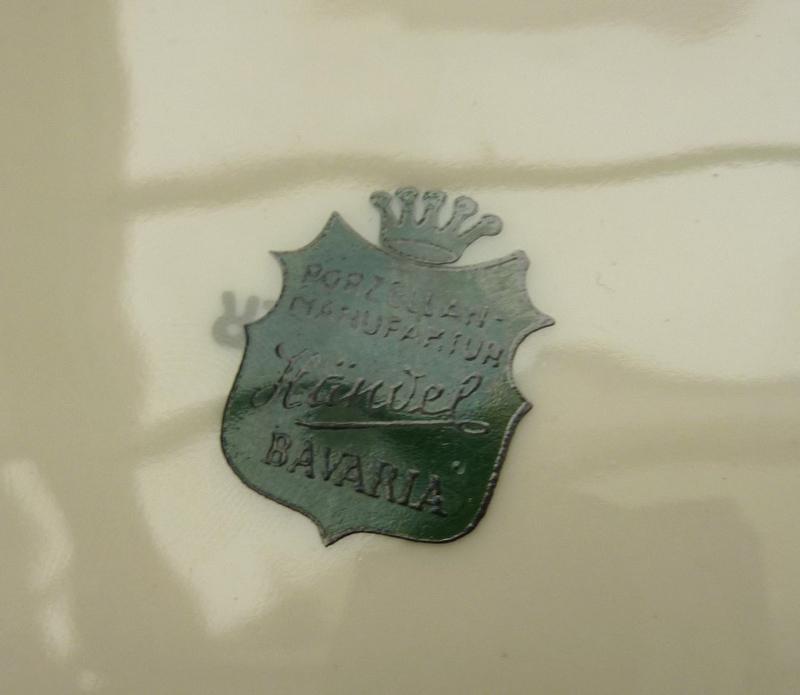 PORZELLAN-
MANUFAKTUR
Händel
BAVARIA